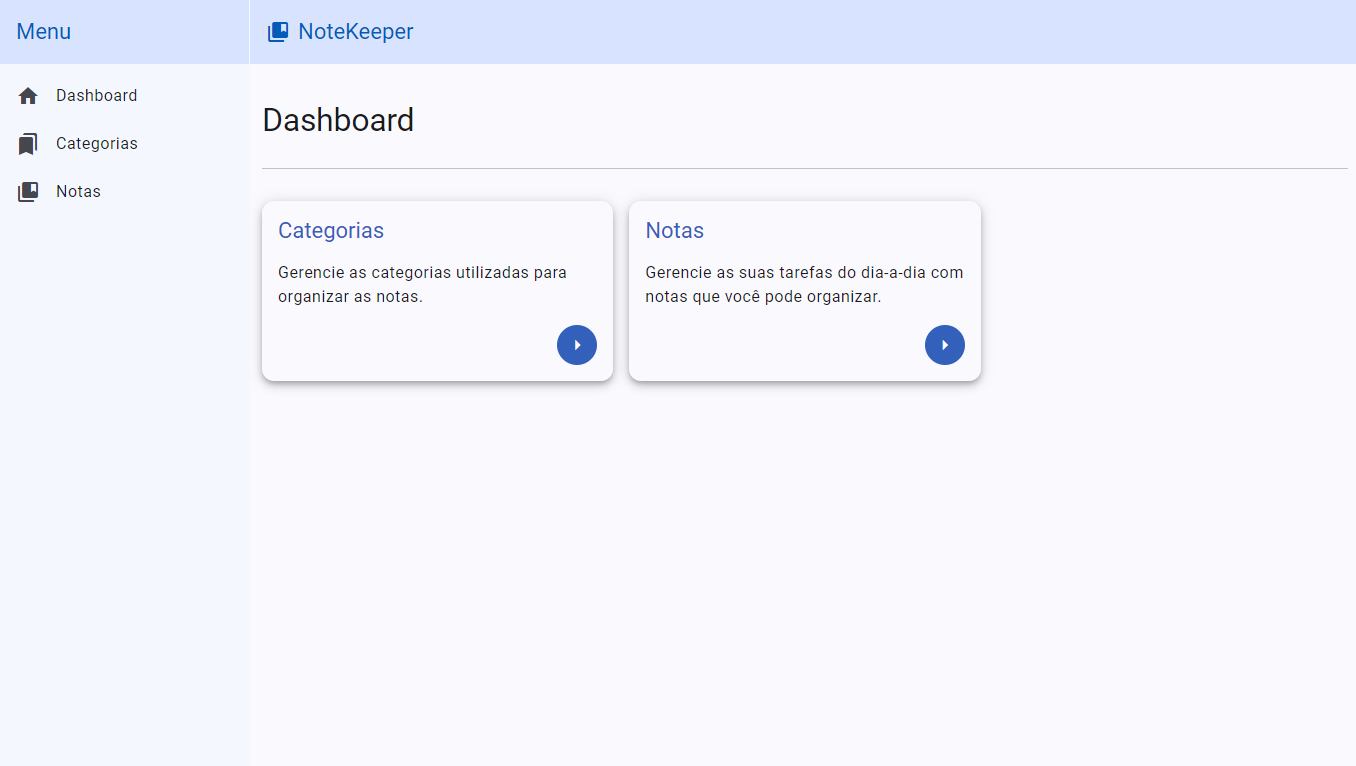 Menu
NoteKeeper
Dashboard
Categorias
Notas
Dashboard
Categorias
Gerencie as categorias utilizadas para
organizar as notas.
Notas
Gerencie as suas tarefas do dia-a-dia com
notas que você pode organizar.